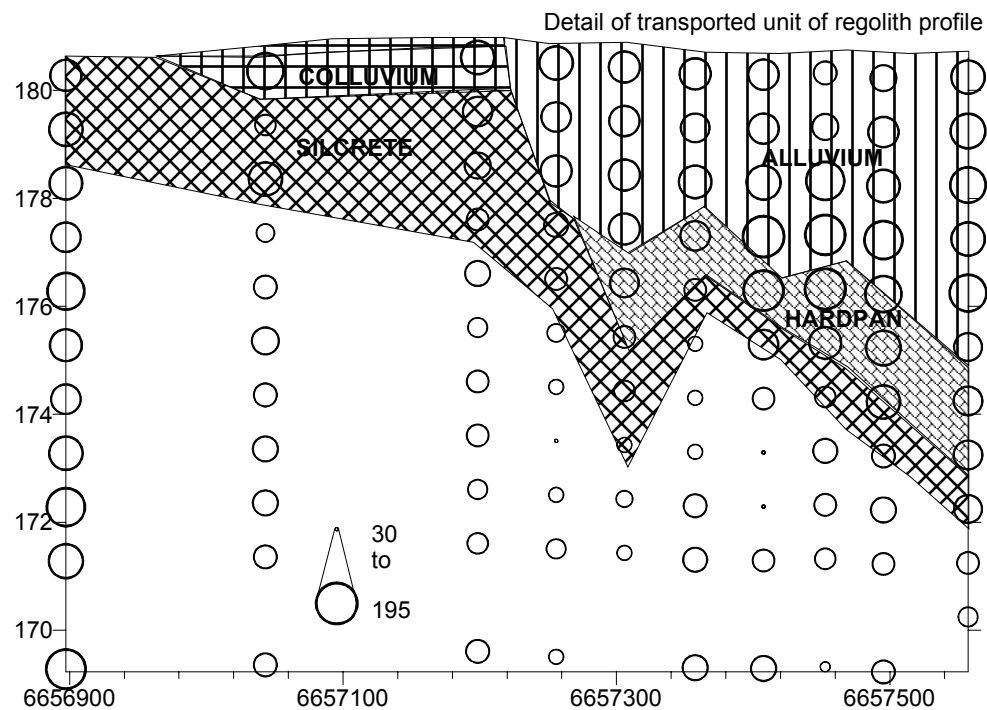 Detail of transported unit of regolith profile
COLLUVIUM
180
SILCRETE
ALLUVIUM
178
176
HARDPAN
174
172
30
to
195
170
6656900 6657100 6657300 6657500